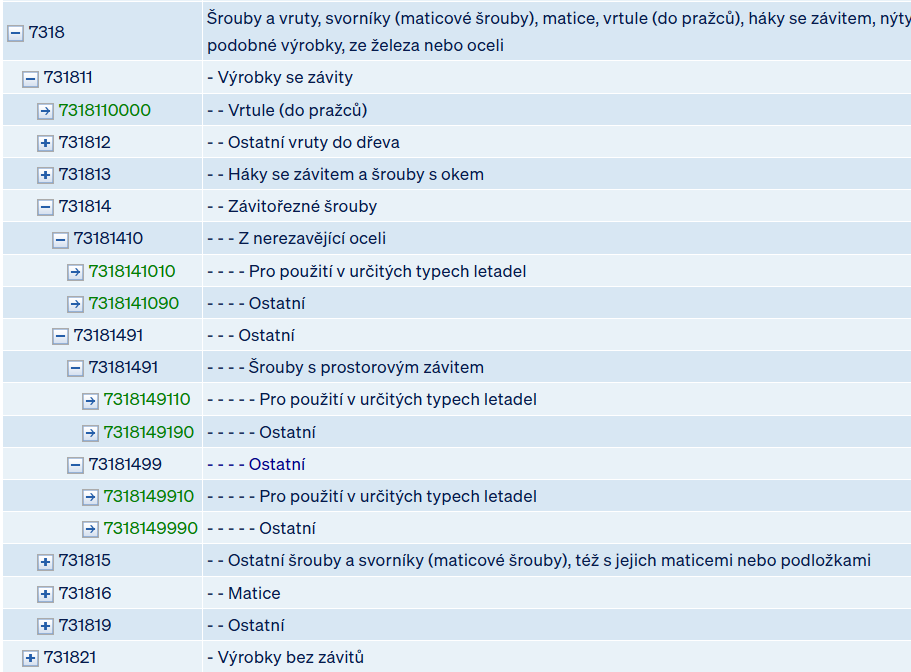 7318 Šrouby a vruty, svorníky (maticové šrouby), matice, vrtule (do pražců), háky se závitem, nýty
podobné výrobky, ze železa nebo oceli
731811 - Výrobky se závity
7318110000 - - Vrtule (do pražců)
731812 - - Ostatní vruty do dřeva
731813 - - Háky se závitem a šrouby s okem
731814 - - Závitořezné šrouby
73181410 - - - Z nerezavějící oceli
7318141010 - - - - Pro použití v určitých typech letadel
7318141090 - - - - Ostatní
73181491 - - - Ostatní
73181491 - - - - Šrouby s prostorovým závitem
7318149110 - - - - - Pro použití v určitých typech letadel
7318149190 - - - - - Ostatní
73181499 - - - - Ostatní
7318149910 - - - - - Pro použití v určitých typech letadel
7318149990 - - - - - Ostatní
731815 - - Ostatní šrouby a svorníky (maticové šrouby), též s jejich maticemi nebo podložkami
731816 - - Matice
731819 - - Ostatní
731821 - Výrobky bez závitů